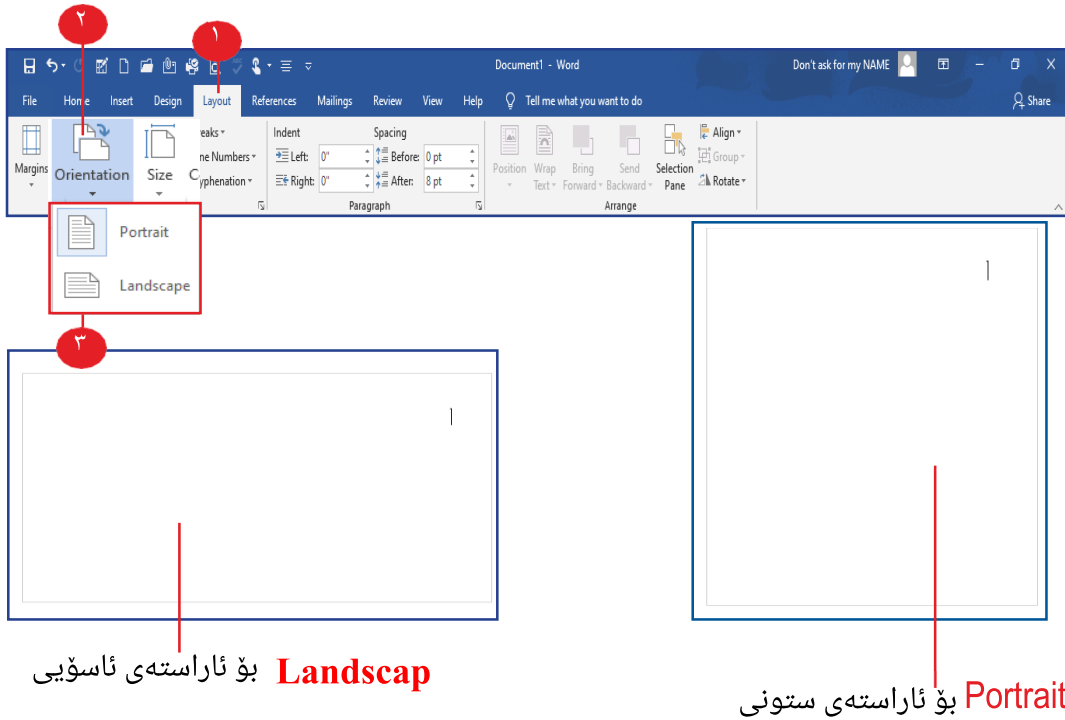 ٢
١
Document1 - Word
Don't ask for my NAME
File Home Insert Design Layout References Mailings Review View Help Tell me what you want to do Share
Margins
Orientation
Size
Indent
Left: 0"
Right: 0"
Paragraph
Spacing
Before: 0 pt
After: 8 pt
Position
Wrap Text
Bring Forward
Send Backward
Selection Pane
Align
Group
Rotate
Arrange
Portrait
Landscape
٣
Landscap بۆ ئاراستەی ئاسۆیی
Portrait بۆ ئاراستەی ستونی